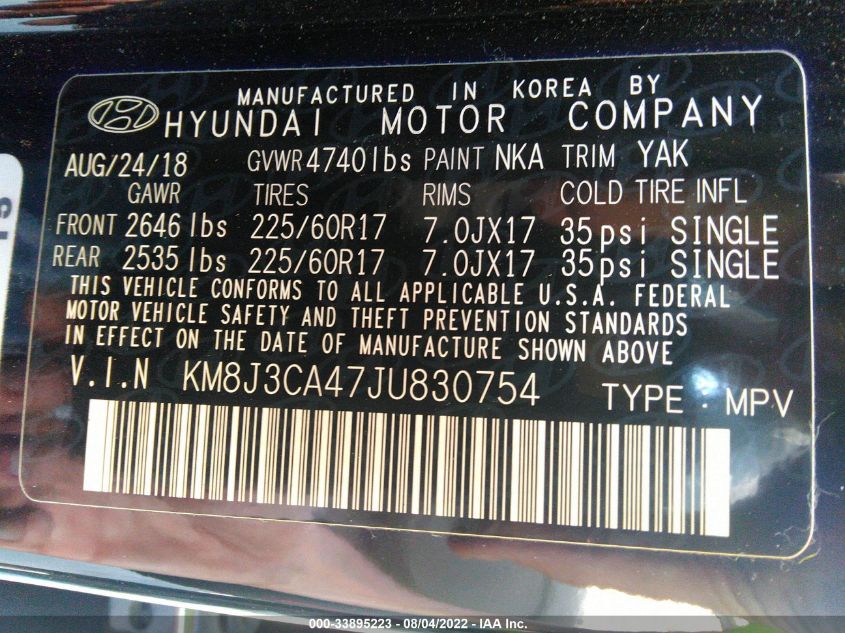 MANUFACTURED IN KOREA BY
HYUNDAI MOTOR COMPANY
AUG/24/18 GVWR 4740 lbs PAINT NKA TRIM YAK
GAWR TIRES RIMS COLD TIRE INFL
FRONT 2646 lbs 225/60R17 7.0JX17 35psi SINGLE
REAR 2535 lbs 225/60R17 7.0JX17 35psi SINGLE
THIS VEHICLE CONFORMS TO ALL APPLICABLE U.S.A. FEDERAL
MOTOR VEHICLE SAFETY AND THEFT PREVENTION STANDARDS
IN EFFECT ON THE DATE OF MANUFACTURE SHOWN ABOVE
V.I.N KM8J3CA47JU830754 TYPE : MPV
000-33895223 - 08/04/2022 - IAA Inc.